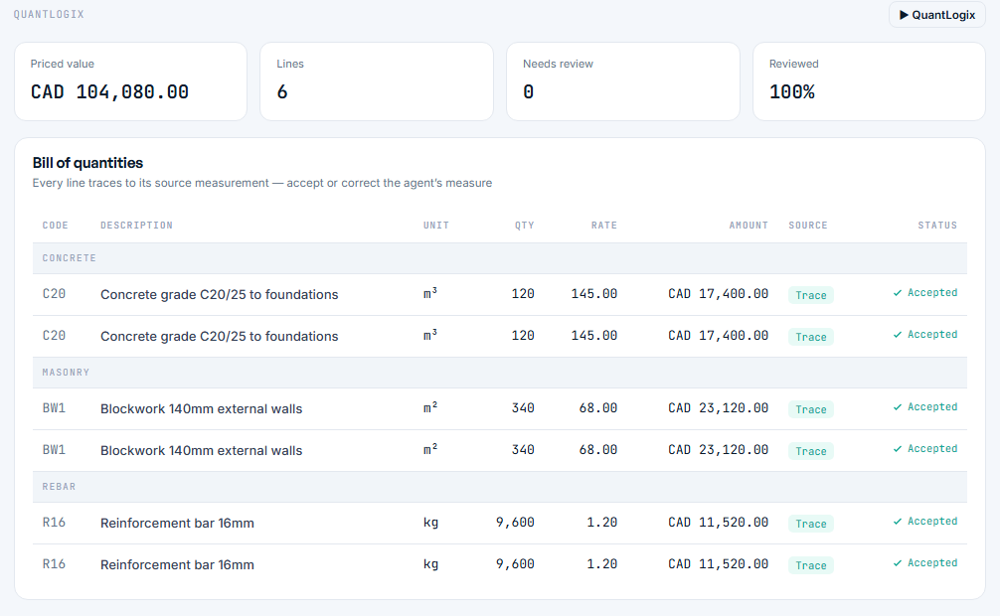 QUANTLOGIX
▶ QuantLogix
Priced value
CAD 104,080.00
Lines
6
Needs review
0
Reviewed
100%
Bill of quantities
Every line traces to its source measurement — accept or correct the agent's measure
CODE DESCRIPTION UNIT QTY RATE AMOUNT SOURCE STATUS
CONCRETE
C20 Concrete grade C20/25 to foundations m³ 120 145.00 CAD 17,400.00 Trace ✓ Accepted
C20 Concrete grade C20/25 to foundations m³ 120 145.00 CAD 17,400.00 Trace ✓ Accepted
MASONRY
BW1 Blockwork 140mm external walls m² 340 68.00 CAD 23,120.00 Trace ✓ Accepted
BW1 Blockwork 140mm external walls m² 340 68.00 CAD 23,120.00 Trace ✓ Accepted
REBAR
R16 Reinforcement bar 16mm kg 9,600 1.20 CAD 11,520.00 Trace ✓ Accepted
R16 Reinforcement bar 16mm kg 9,600 1.20 CAD 11,520.00 Trace ✓ Accepted